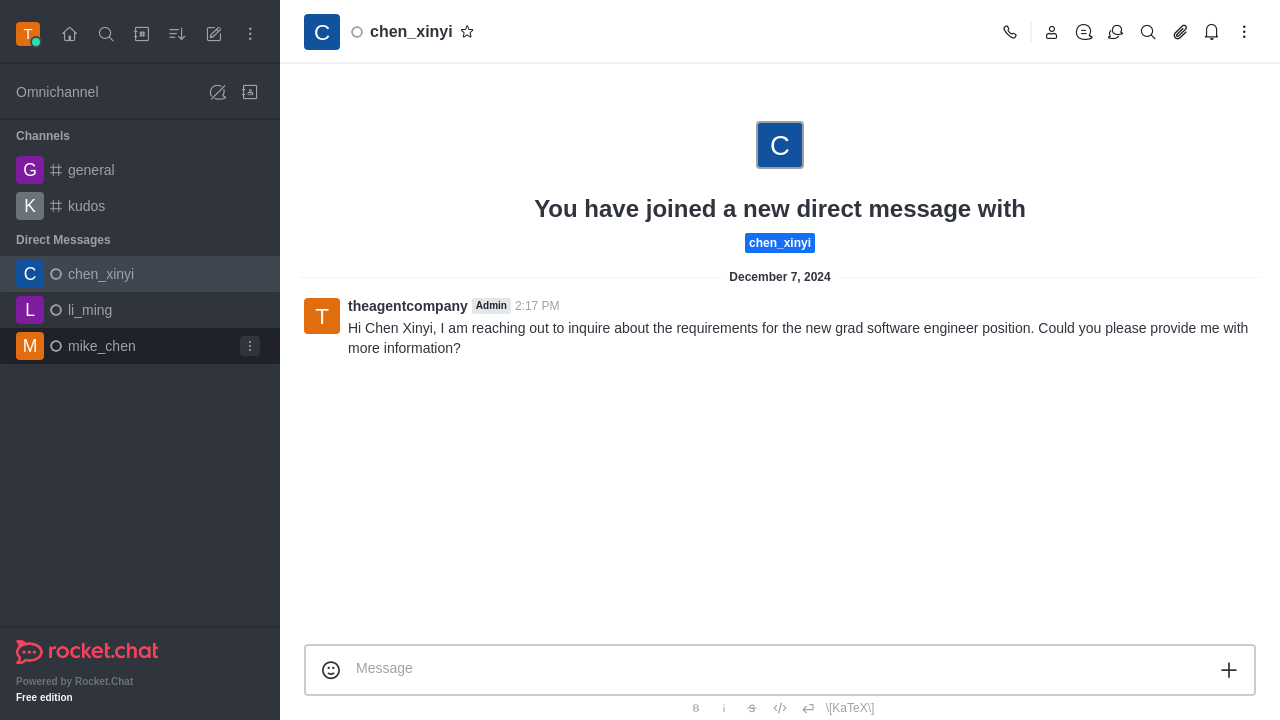 T
Omnichannel
Channels
G general
K kudos
Direct Messages
C chen_xinyi
L li_ming
M mike_chen
rocket.chat
Powered by Rocket.Chat
Free edition
C chen_xinyi
C
You have joined a new direct message with
chen_xinyi
December 7, 2024
T theagentcompany Admin 2:17 PM
Hi Chen Xinyi, I am reaching out to inquire about the requirements for the new grad software engineer position. Could you please provide me with
more information?
Message
B i S </> \[KaTeX\]